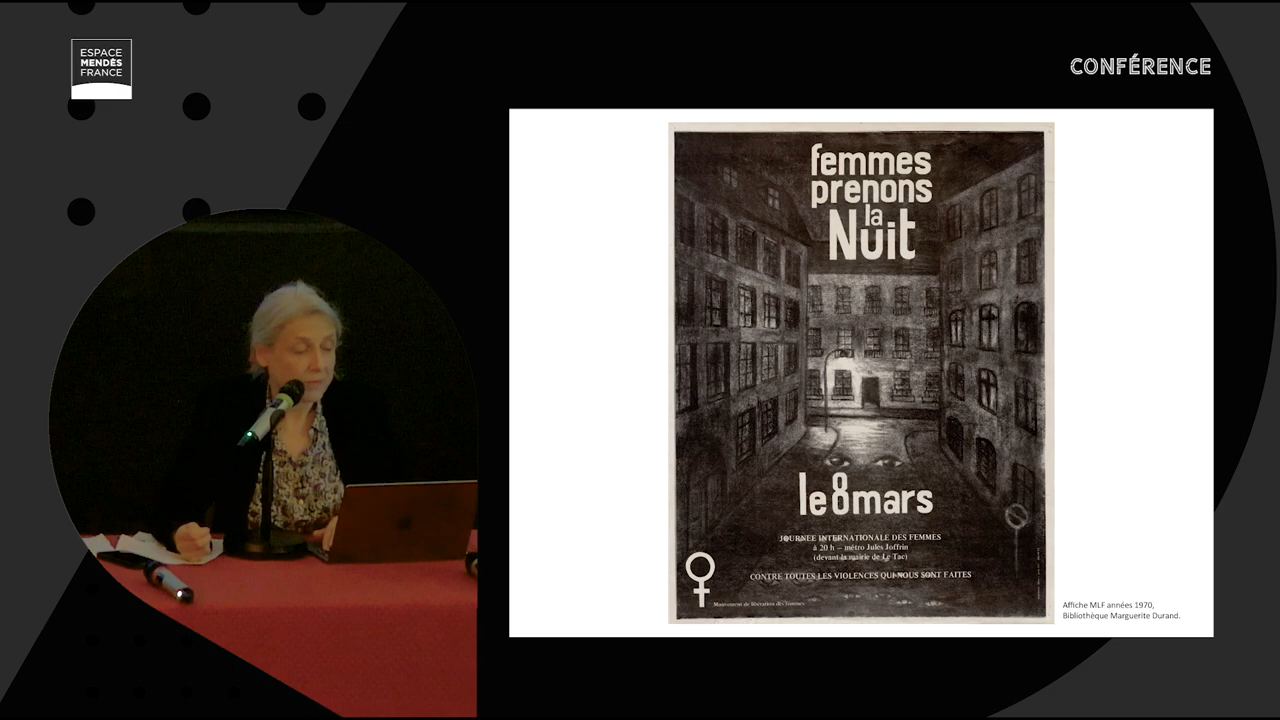 ESPACE
MENDÈS
FRANCE
CONFÉRENCE
femmes
prenons
la
Nuit
le 8 mars
JOURNEE INTERNATIONALE DES FEMMES
à 20 h – métro Jules Joffrin
(devant la mairie de Le Tac)
CONTRE TOUTES LES VIOLENCES QUI NOUS SONT FAITES
Mouvement de libération des femmes
Affiche MLF années 1970,
Bibliothèque Marguerite Durand.